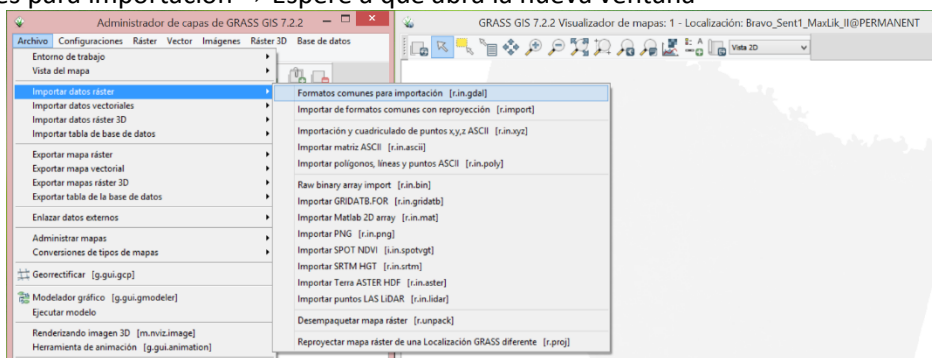 es para importación → Espere a que abra la nueva ventana
Administrador de capas de GRASS GIS 7.2.2
GRASS GIS 7.2.2 Visualizador de mapas: 1 - Localización: Bravo_Sent1_MaxLik_II@PERMANENT
Archivo Configuraciones Ráster Vector Imágenes Ráster 3D Base de datos
Vista 2D
Entorno de trabajo
Vista del mapa
Importar datos ráster
Importar datos vectoriales
Importar datos ráster 3D
Importar tabla de base de datos
Exportar mapa ráster
Exportar mapa vectorial
Exportar mapas ráster 3D
Exportar tabla de la base de datos
Enlazar datos externos
Administrar mapas
Conversiones de tipos de mapas
Georrectificar [g.gui.gcp]
Modelador gráfico [g.gui.gmodeler]
Ejecutar modelo
Renderizando imagen 3D [m.nviz.image]
Herramienta de animación [g.gui.animation]
Formatos comunes para importación [r.in.gdal]
Importar de formatos comunes con reproyección [r.import]
Importación y cuadriculado de puntos x,y,z ASCII [r.in.xyz]
Importar matriz ASCII [r.in.ascii]
Importar polígonos, líneas y puntos ASCII [r.in.poly]
Raw binary array import [r.in.bin]
Importar GRIDATB.FOR [r.in.gridatb]
Importar Matlab 2D array [r.in.mat]
Importar PNG [r.in.png]
Importar SPOT NDVI [i.in.spotvgt]
Importar SRTM HGT [r.in.srtm]
Importar Terra ASTER HDF [r.in.aster]
Importar puntos LAS LiDAR [r.in.lidar]
Desempaquetar mapa ráster [r.unpack]
Reproyectar mapa ráster de una Localización GRASS diferente [r.proj]